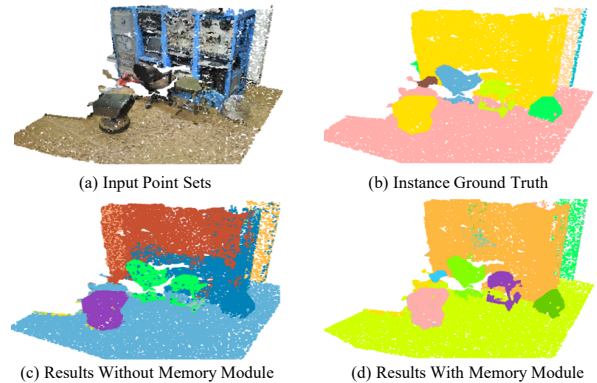 (a) Input Point Sets
(b) Instance Ground Truth
(c) Results Without Memory Module
(d) Results With Memory Module